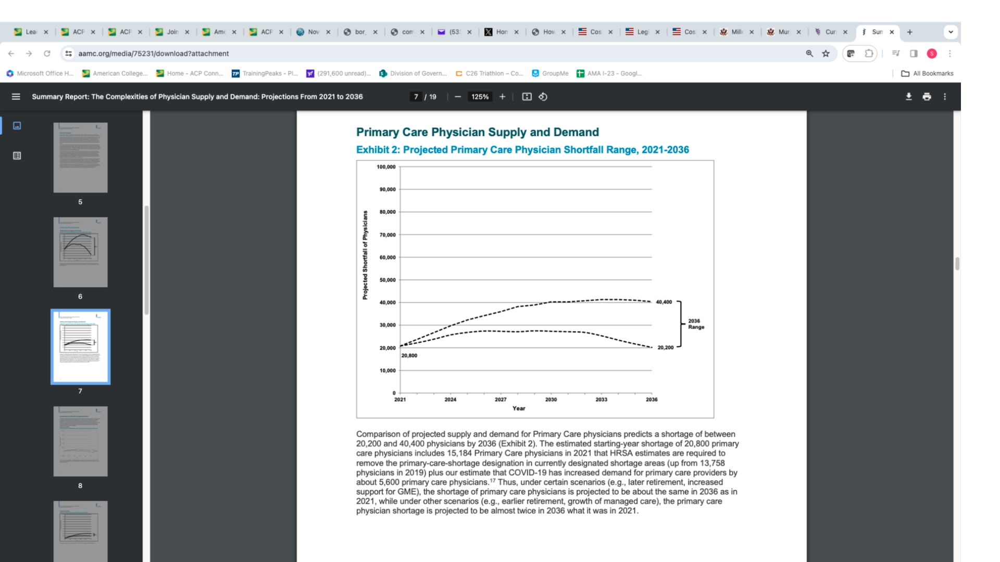 Lea
ACP
ACP
Join
Ame
ACP
Nov
bor_
com
(53
Hon
How
Cos
Legi
Cos
Mille
Mur
Curr
Sum
aamc.org/media/75231/download?attachment
S
Microsoft Office H...
American College...
Home - ACP Conn...
TP
TrainingPeaks - Pl...
(291,600 unread)...
Division of Govern...
C26 Triathlon – Co...
GroupMe
AMA I-23 - Googl...
All Bookmarks
Summary Report: The Complexities of Physician Supply and Demand: Projections From 2021 to 2036
7 / 19
125%
5
6
7
8
Primary Care Physician Supply and Demand
Exhibit 2: Projected Primary Care Physician Shortfall Range, 2021-2036
Projected Shortfall of Physicians
100,000
90,000
80,000
70,000
60,000
50,000
40,000
30,000
20,000
10,000
0
20,800
40,400
20,200
2036
Range
2021
2024
2027
2030
2033
2036
Year
Comparison of projected supply and demand for Primary Care physicians predicts a shortage of between
20,200 and 40,400 physicians by 2036 (Exhibit 2). The estimated starting-year shortage of 20,800 primary
care physicians includes 15,184 Primary Care physicians in 2021 that HRSA estimates are required to
remove the primary-care-shortage designation in currently designated shortage areas (up from 13,758
physicians in 2019) plus our estimate that COVID-19 has increased demand for primary care providers by
about 5,600 primary care physicians.¹⁷ Thus, under certain scenarios (e.g., later retirement, increased
support for GME), the shortage of primary care physicians is projected to be about the same in 2036 as in
2021, while under other scenarios (e.g., earlier retirement, growth of managed care), the primary care
physician shortage is projected to be almost twice in 2036 what it was in 2021.